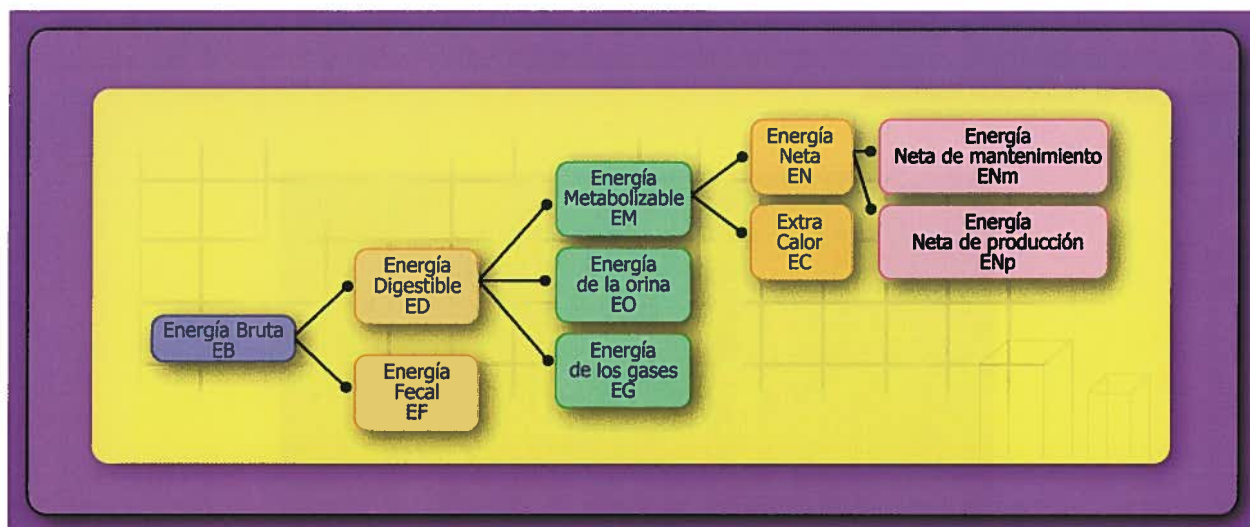 Energía Bruta
EB
Energía
Digestible
ED
Energía
Fecal
EF
Energía
Metabolizable
EM
Energía
de la orina
EO
Energía
de los gases
EG
Energía
Neta
EN
Extra
Calor
EC
Energía
Neta de mantenimiento
ENm
Energía
Neta de producción
ENp